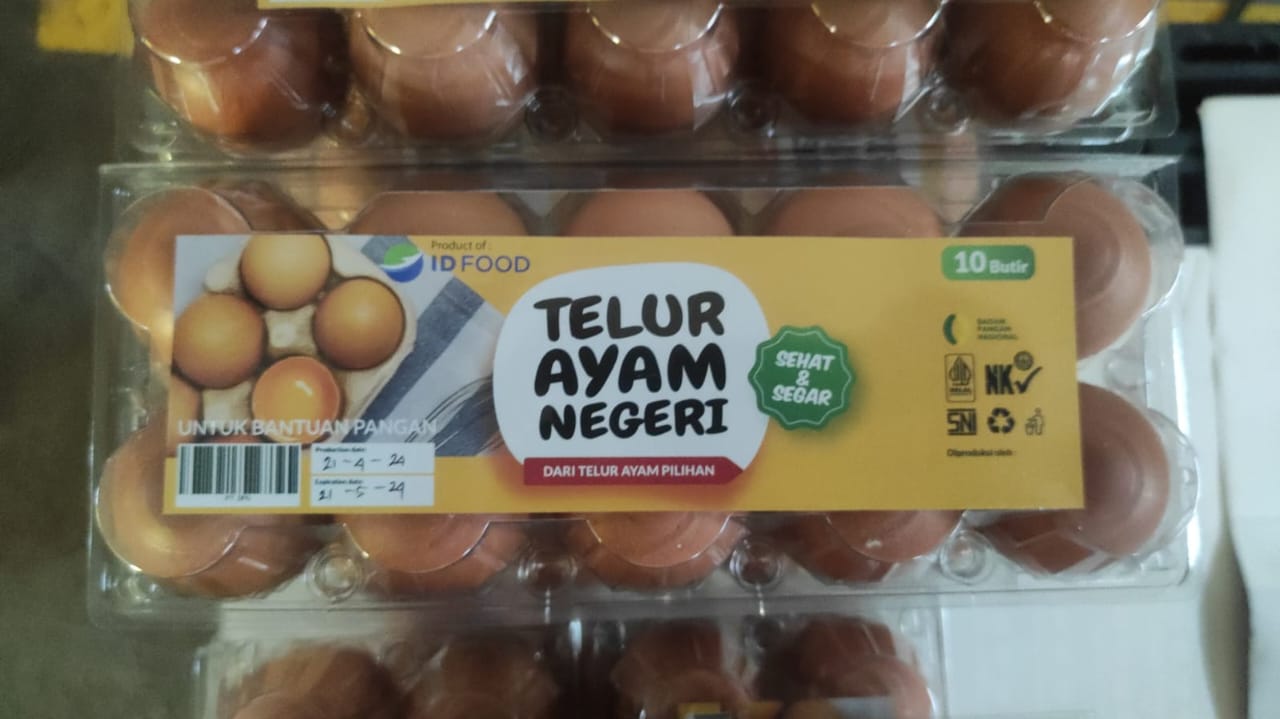 Product of :
ID FOOD
10 Butir
TELUR
AYAM
NEGERI
SEHAT
&
SEGAR
BADAN
PANGAN
NASIONAL
NK
SNI
UNTUK BANTUAN PANGAN
Production date:
21-4-24
Expiration date:
21-5-24
DARI TELUR AYAM PILIHAN
Diproduksi oleh :